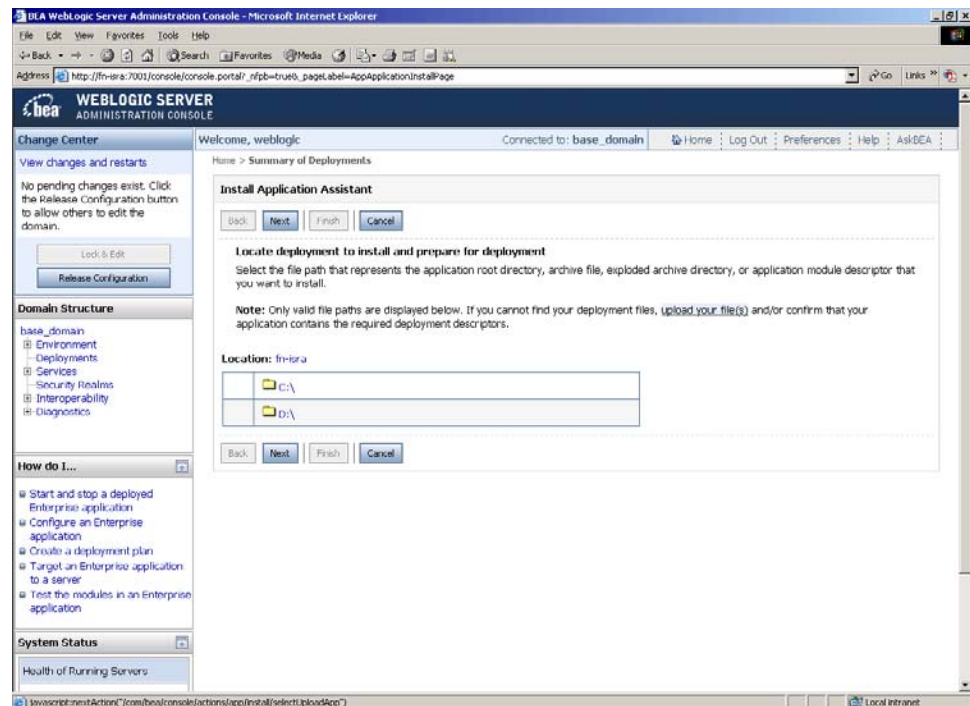 BEA WebLogic Server Administration Console - Microsoft Internet Explorer
File Edit View Favorites Tools Help
Back Search Favorites Media
Address http://fn-isra:7001/console/console.portal?_nfpb=true&_pageLabel=AppApplicationInstallPage Go Links »
bea WEBLOGIC SERVER
ADMINISTRATION CONSOLE
Change Center
View changes and restarts
No pending changes exist. Click
the Release Configuration button
to allow others to edit the
domain.
Lock & Edit
Release Configuration
Domain Structure
base_domain
Environment
Deployments
Services
Security Realms
Interoperability
Diagnostics
How do I...
Start and stop a deployed
Enterprise application
Configure an Enterprise
application
Create a deployment plan
Target an Enterprise application
to a server
Test the modules in an Enterprise
application
System Status
Health of Running Servers
Welcome, weblogic Connected to: base_domain Home Log Out Preferences Help AskBEA
Home > Summary of Deployments
Install Application Assistant
Back Next Finish Cancel
Locate deployment to install and prepare for deployment
Select the file path that represents the application root directory, archive file, exploded archive directory, or application module descriptor that
you want to install.
Note: Only valid file paths are displayed below. If you cannot find your deployment files, upload your file(s) and/or confirm that your
application contains the required deployment descriptors.
Location: fn-isra
C:\
D:\
Back Next Finish Cancel
javascript:nextAction("/com/bea/console/actions/app/install/selectUploadApp") Local intranet